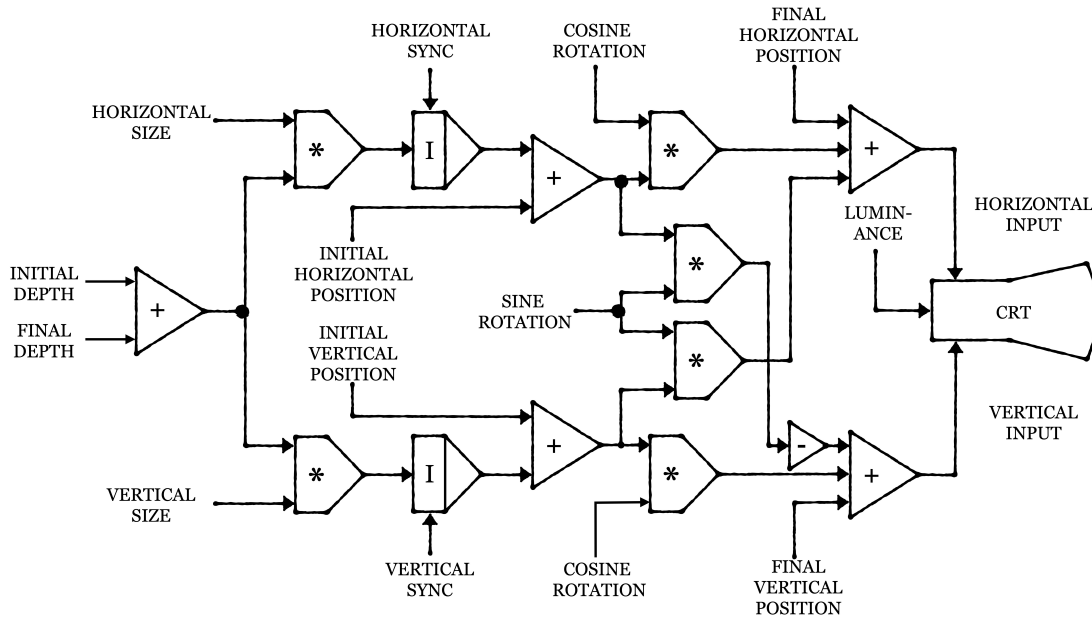 HORIZONTAL
SYNC
COSINE
ROTATION
FINAL
HORIZONTAL
POSITION
HORIZONTAL
SIZE
*
I
+
*
+
INITIAL
HORIZONTAL
POSITION
LUMIN-
ANCE
HORIZONTAL
INPUT
*
INITIAL
DEPTH
FINAL
DEPTH
+
SINE
ROTATION
CRT
INITIAL
VERTICAL
POSITION
*
VERTICAL
INPUT
+
-
*
I
*
+
VERTICAL
SIZE
VERTICAL
SYNC
COSINE
ROTATION
FINAL
VERTICAL
POSITION